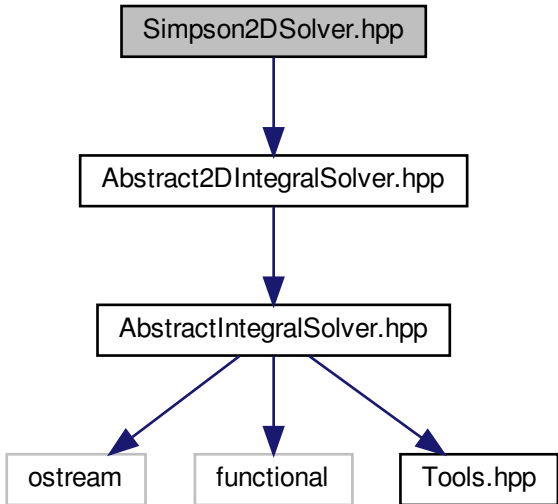 Simpson2DSolver.hpp
Abstract2DIntegralSolver.hpp
AbstractIntegralSolver.hpp
ostream
functional
Tools.hpp